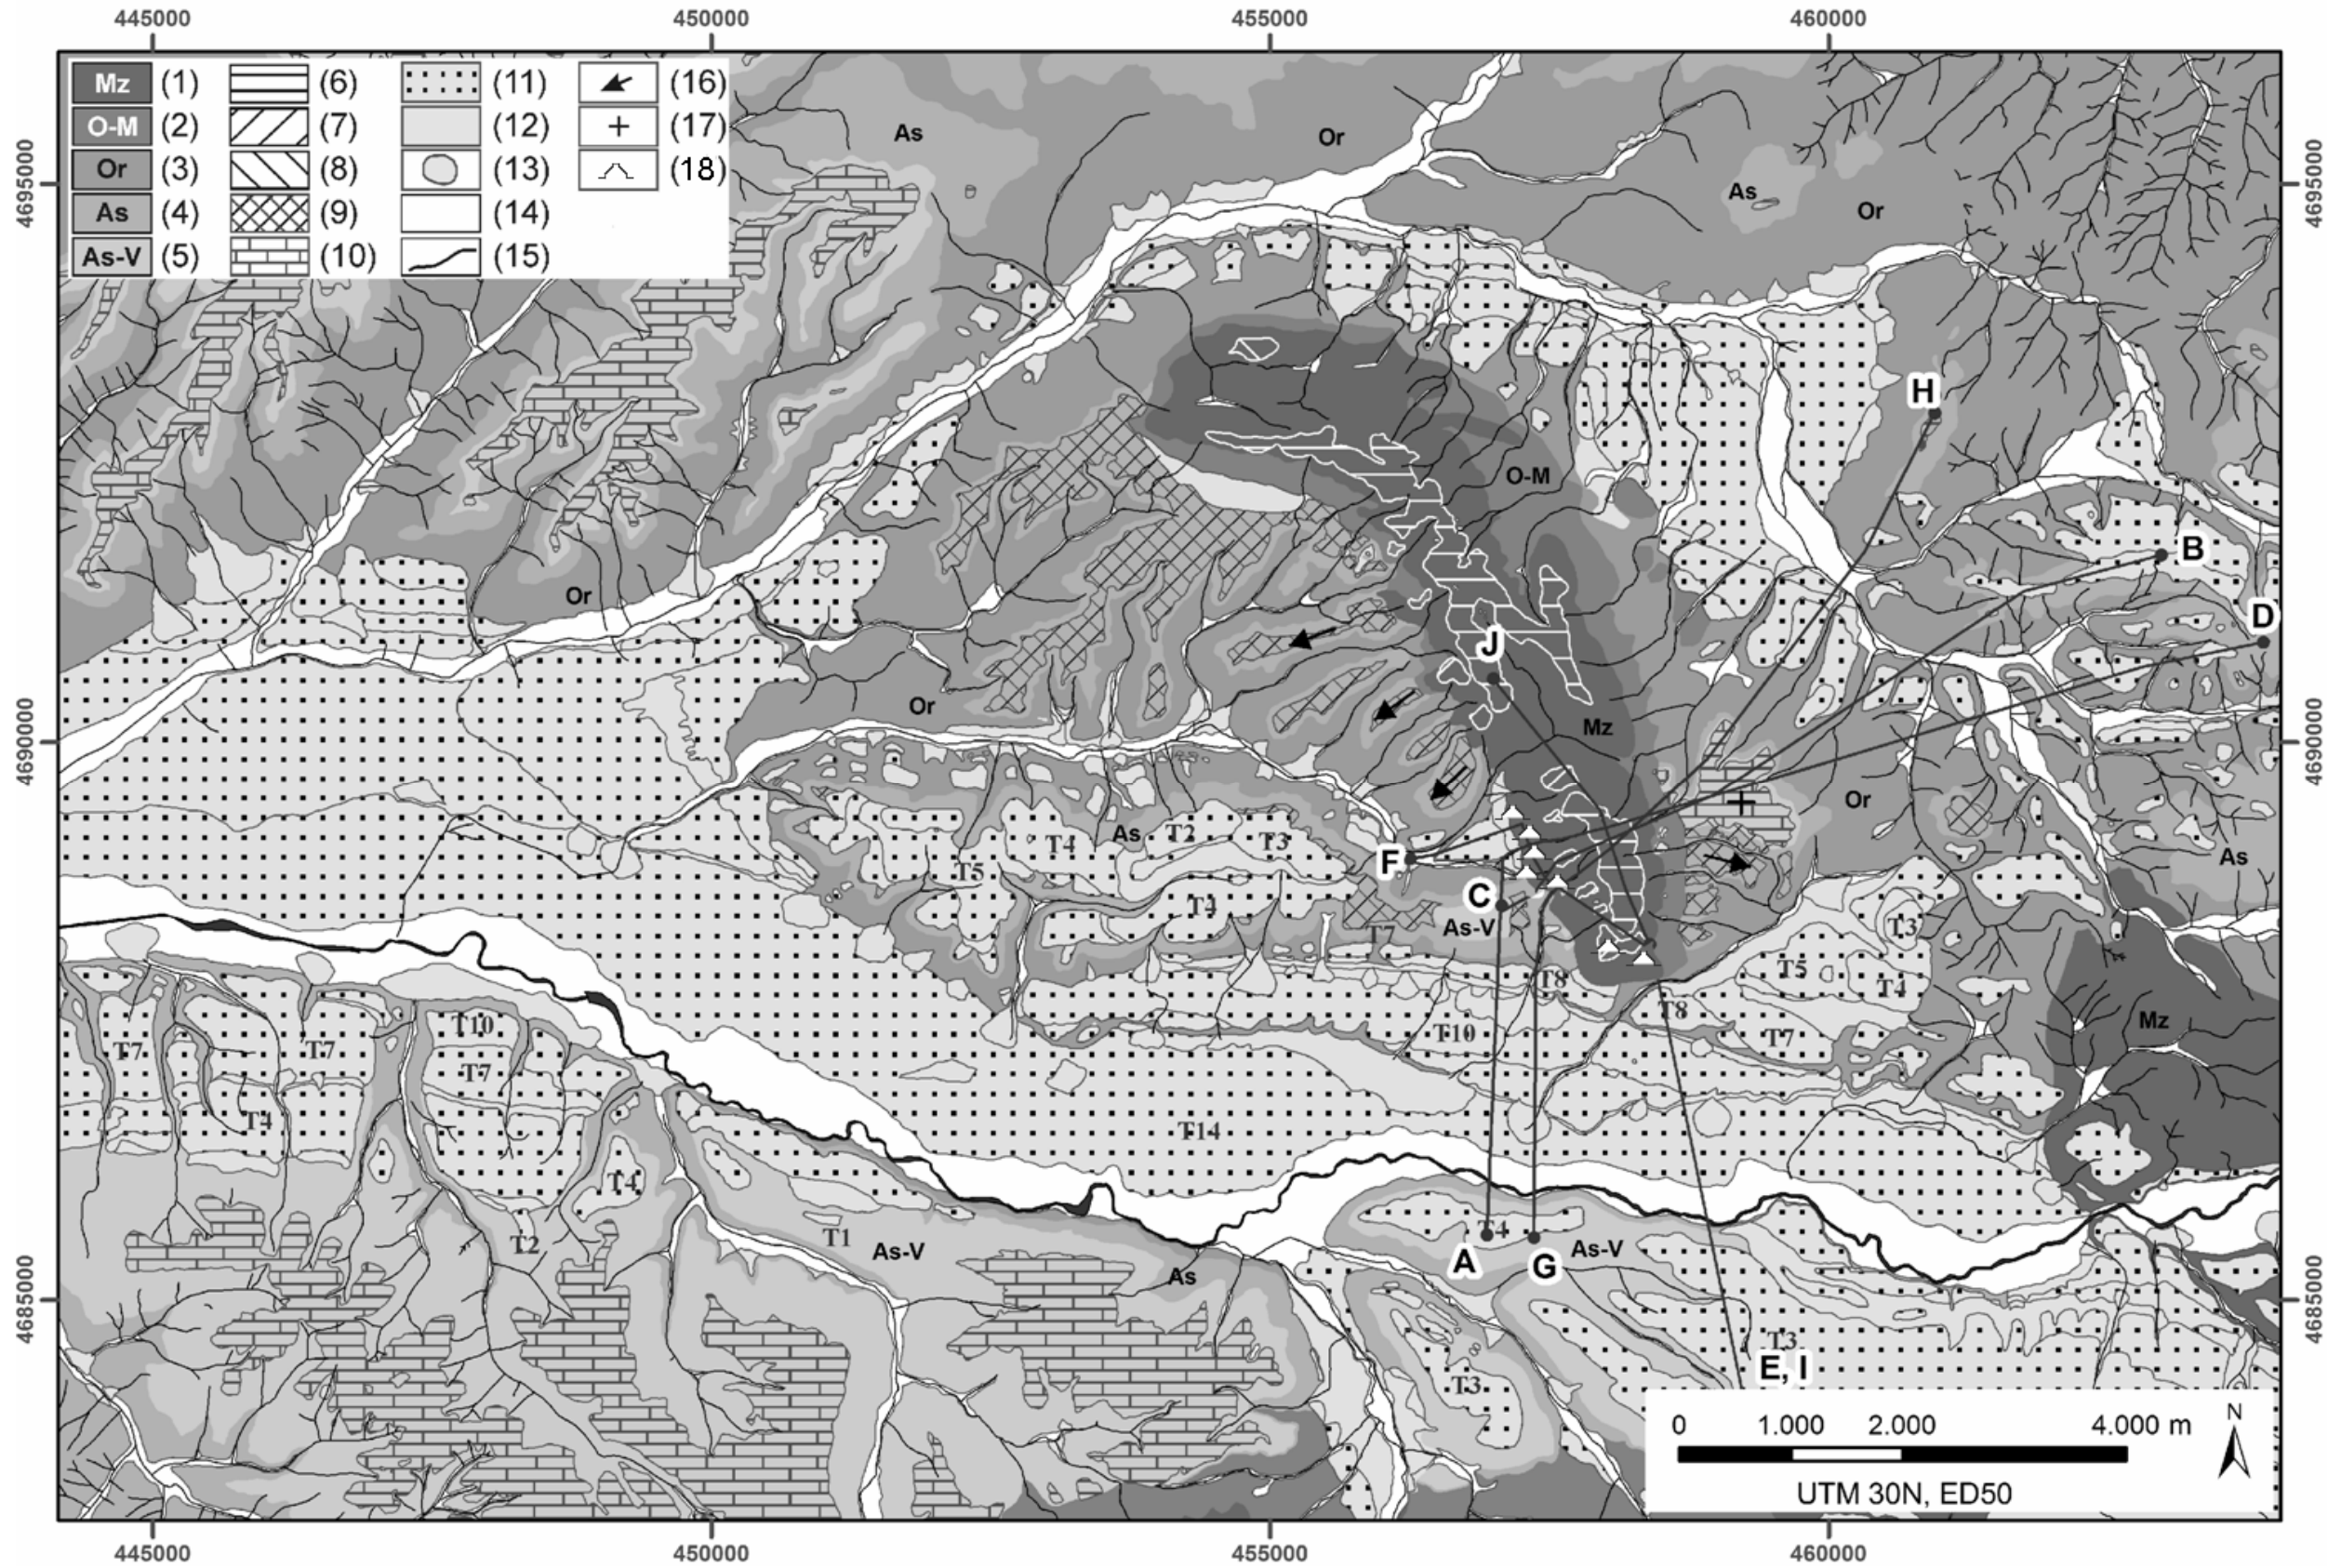 445000 450000 455000 460000
Mz (1) (6) (11) (16)
O-M (2) (7) (12) (17)
Or (3) (8) (13) (18)
As (4) (9) (14)
As-V (5) (10) (15)
As
Or
4695000
4695000
As
Or
H
O-M
B
Or
D
J
Or
Mz
4690000
4690000
Or
As T2 T3
T4
T5
F
As
C
T4
T3
As-V
T7
T5
T8
T4
T8
Mz
T10
T10
T7
T7
T7
T7
T4
T14
T4
T4
T1
T2
As-V
As-V
A
G
As
4685000
4685000
T3
E, I
T3
0 1.000 2.000 4.000 m
N
UTM 30N, ED50
445000 450000 455000 460000